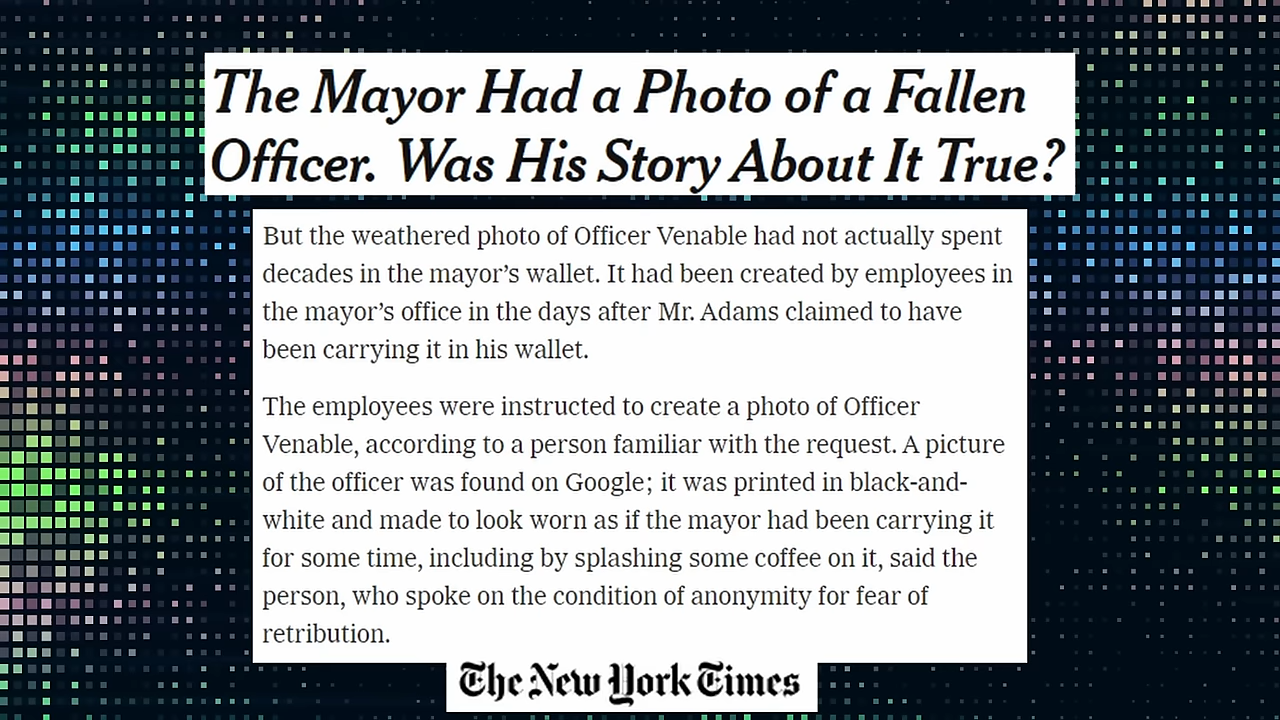 The Mayor Had a Photo of a Fallen
Officer. Was His Story About It True?
But the weathered photo of Officer Venable had not actually spent
decades in the mayor’s wallet. It had been created by employees in
the mayor’s office in the days after Mr. Adams claimed to have
been carrying it in his wallet.
The employees were instructed to create a photo of Officer
Venable, according to a person familiar with the request. A picture
of the officer was found on Google; it was printed in black-and-
white and made to look worn as if the mayor had been carrying it
for some time, including by splashing some coffee on it, said the
person, who spoke on the condition of anonymity for fear of
retribution.
The New York Times